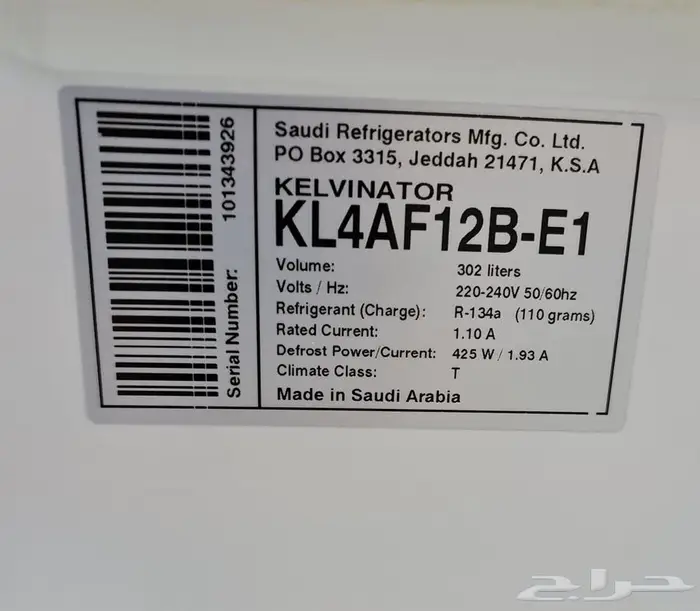 101343926
Serial Number:
Saudi Refrigerators Mfg. Co. Ltd.
PO Box 3315, Jeddah 21471, K.S.A
KELVINATOR
KL4AF12B-E1
Volume: 302 liters
Volts / Hz: 220-240V 50/60hz
Refrigerant (Charge): R-134a (110 grams)
Rated Current: 1.10 A
Defrost Power/Current: 425 W / 1.93 A
Climate Class: T
Made in Saudi Arabia
حراج